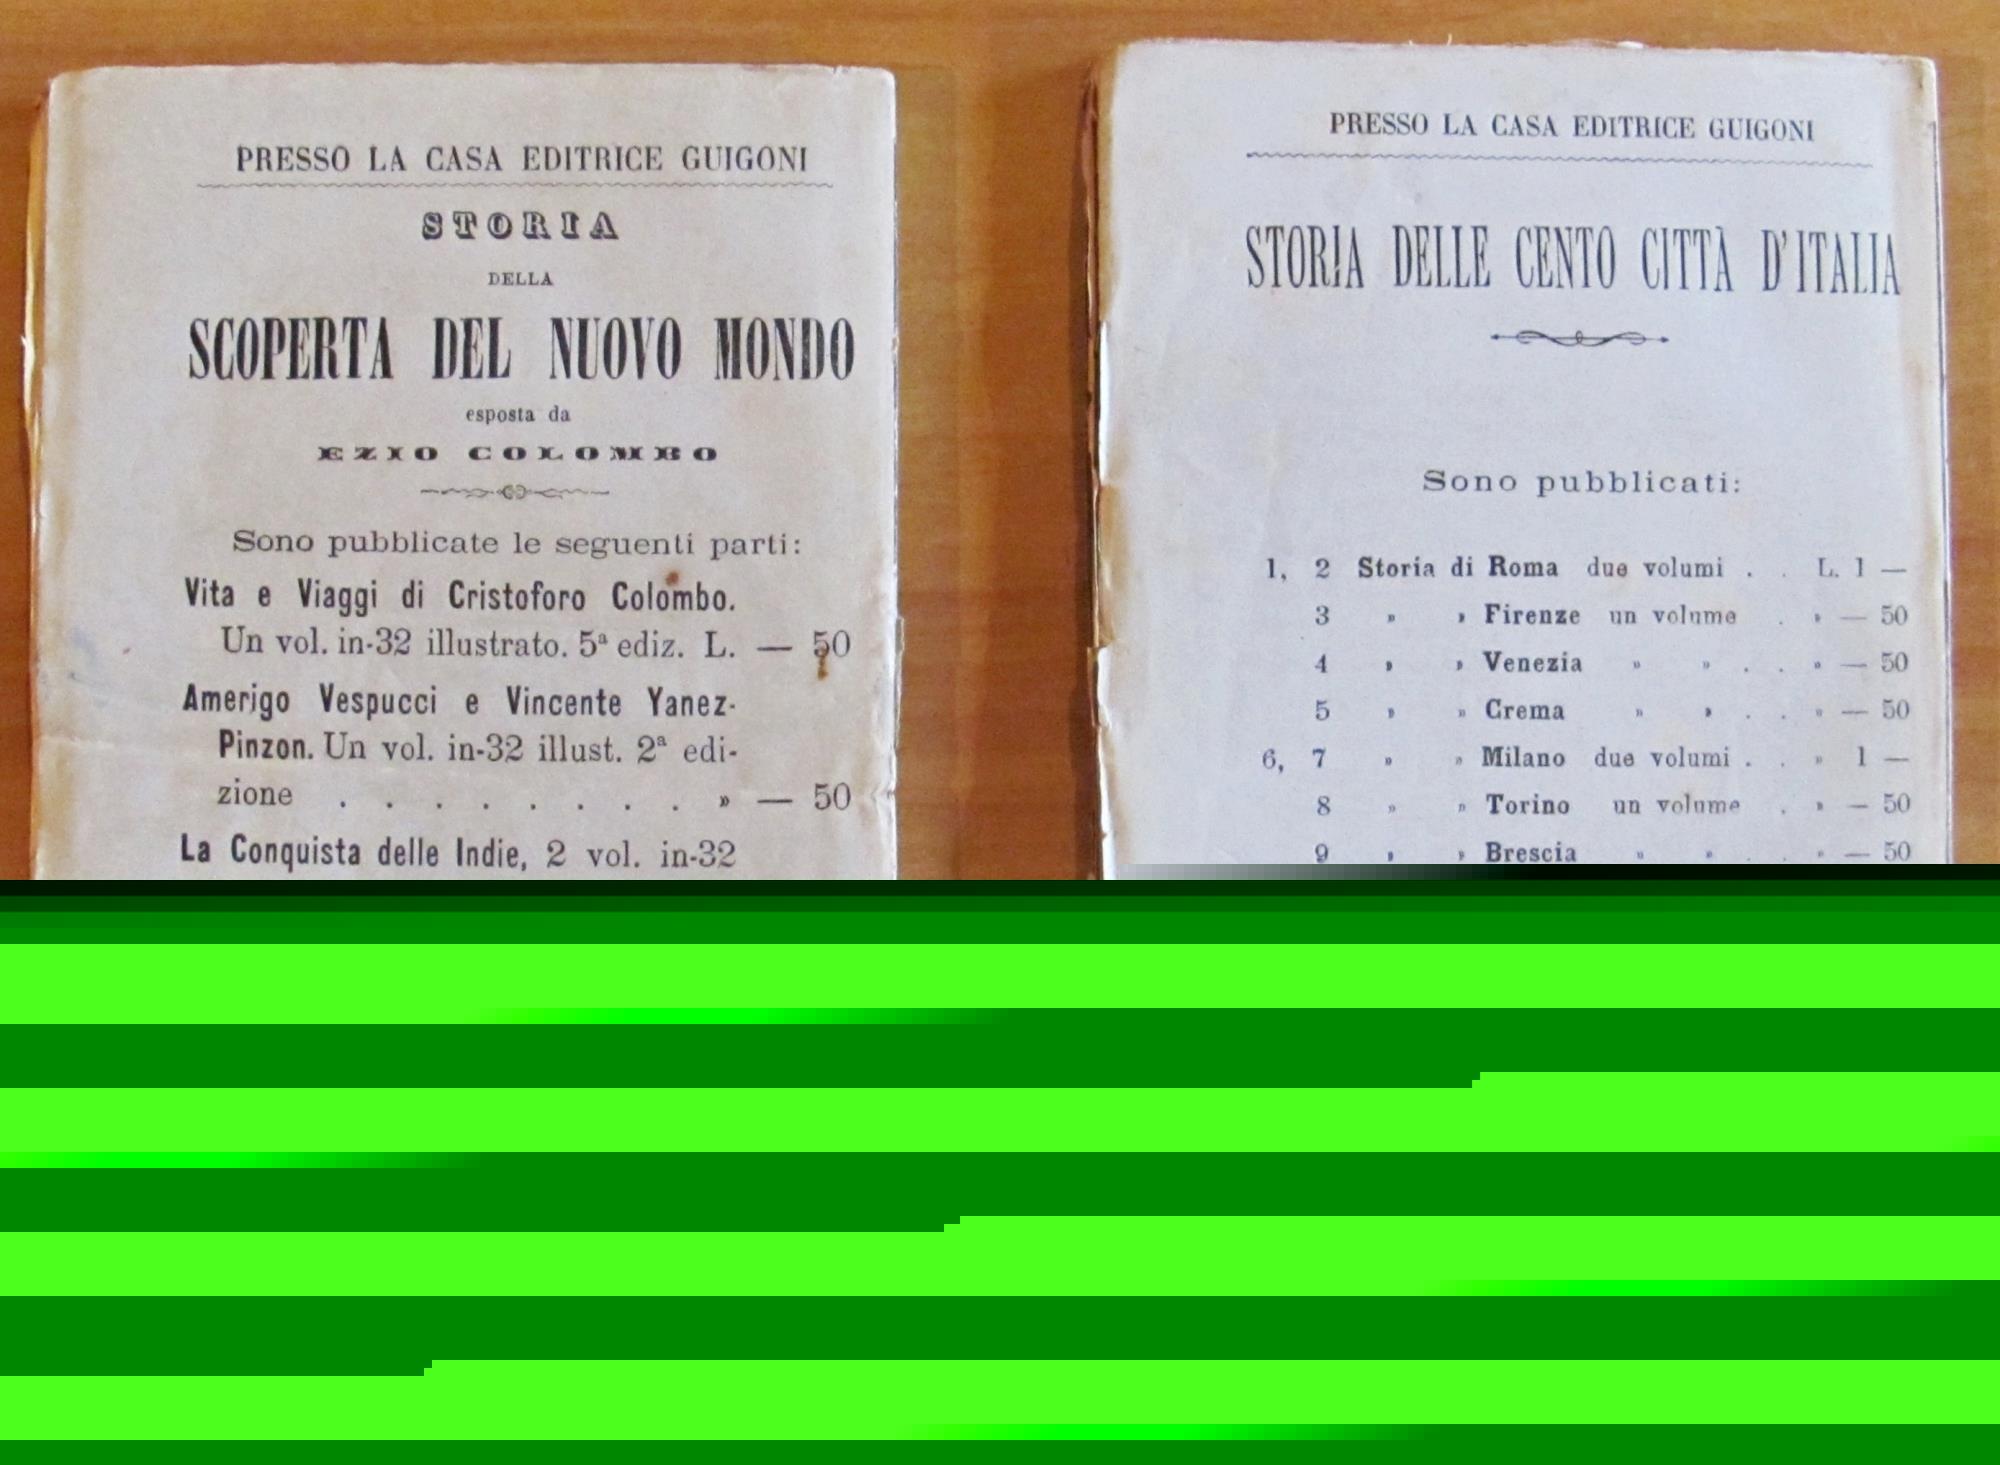 PRESSO LA CASA EDITRICE GUIGONI
STORIA
DELLA
SCOPERTA DEL NUOVO MONDO
esposta da
EZIO COLOMBO
Sono pubblicate le seguenti parti:
Vita e Viaggi di Cristoforo Colombo.
Un vol. in-32 illustrato. 5ª ediz. L. — 50
Amerigo Vespucci e Vincente Yanez-
Pinzon. Un vol. in-32 illust. 2ª edi-
zione . . . . . . . . » — 50
La Conquista delle Indie, 2 vol. in-32
PRESSO LA CASA EDITRICE GUIGONI
STORIA DELLE CENTO CITTÀ D'ITALIA
Sono pubblicati:
1, 2 Storia di Roma due volumi . . L. 1 —
3 » » Firenze un volume . » — 50
4 » » Venezia » » . . » — 50
5 » » Crema » » . . » — 50
6, 7 » » Milano due volumi . . » 1 —
8 » » Torino un volume . » — 50
9 » » Brescia » » . . » — 50